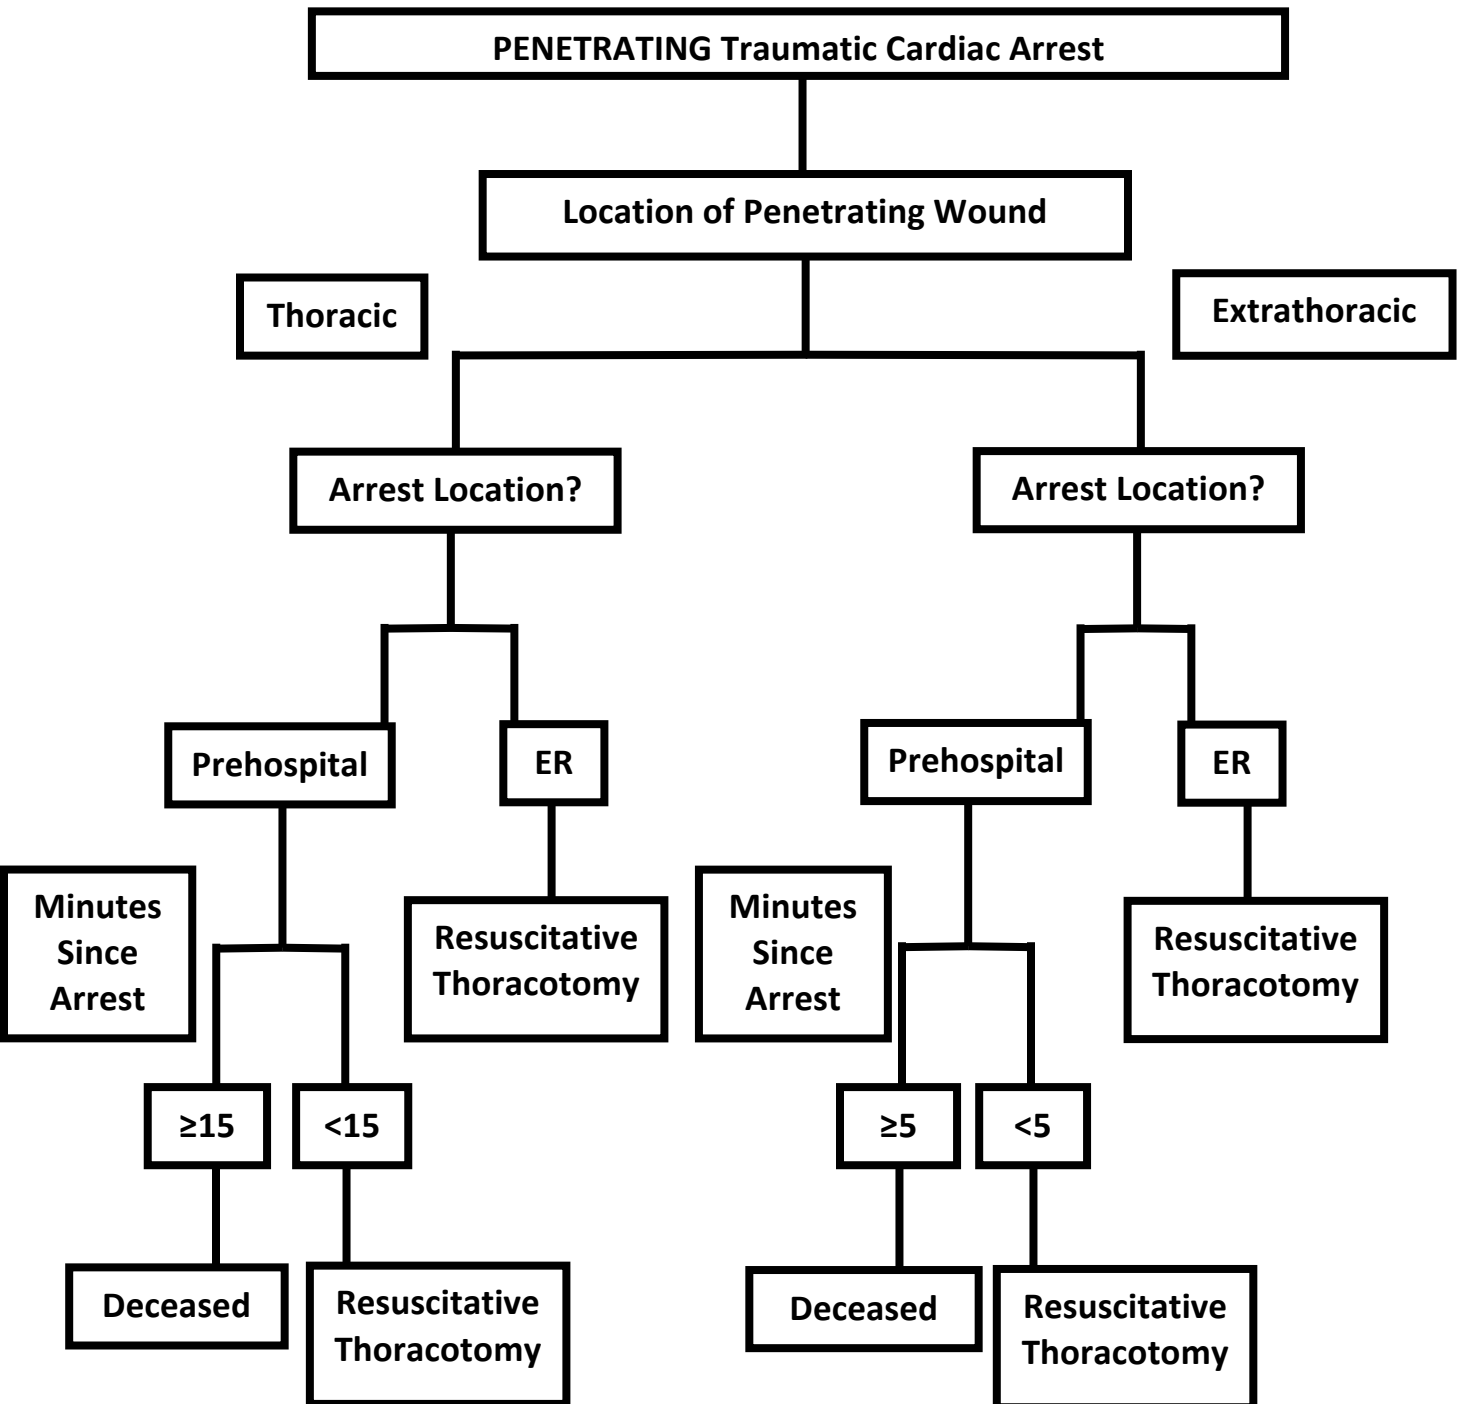 PENETRATING Traumatic Cardiac Arrest
Location of Penetrating Wound
Thoracic
Extrathoracic
Arrest Location?
Arrest Location?
Prehospital
ER
Prehospital
ER
Minutes
Since
Arrest
Resuscitative
Thoracotomy
Minutes
Since
Arrest
Resuscitative
Thoracotomy
≥15
<15
≥5
<5
Deceased
Resuscitative
Thoracotomy
Deceased
Resuscitative
Thoracotomy